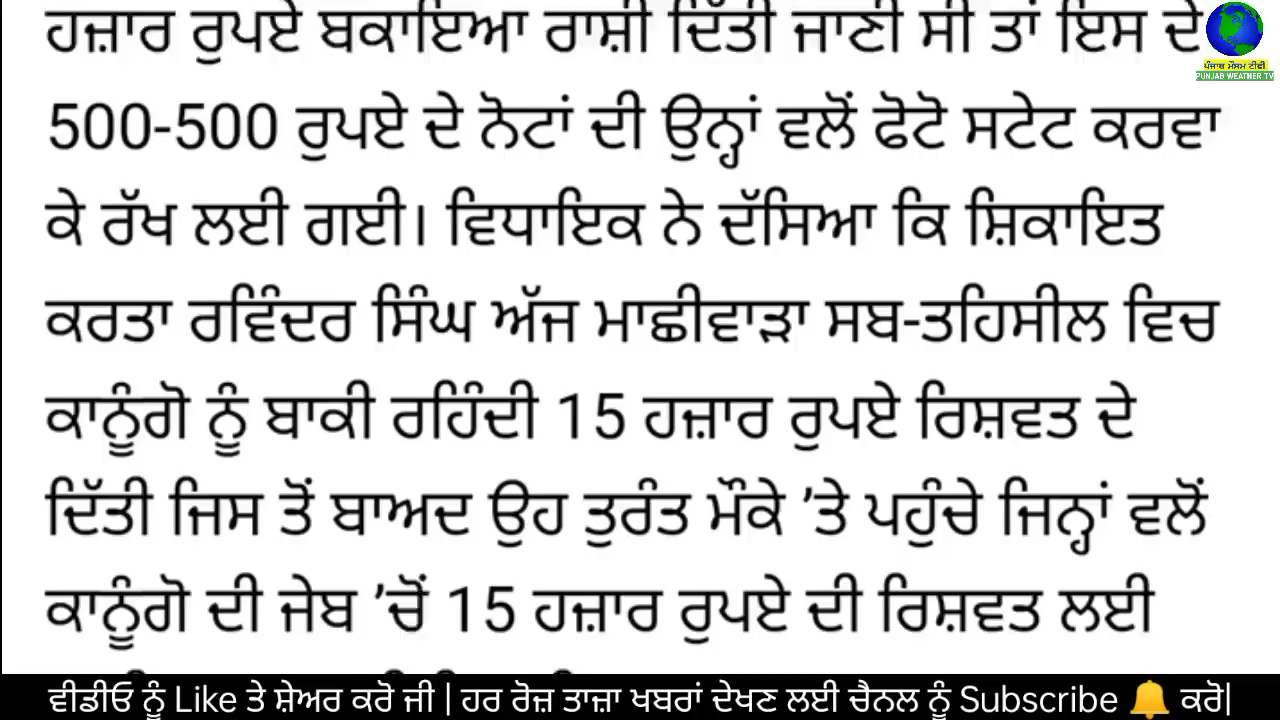 ਹਜ਼ਾਰ ਰੁਪਏ ਬਕਾਇਆ ਰਾਸ਼ੀ ਦਿੱਤੀ ਜਾਣੀ ਸੀ ਤਾਂ ਇਸ ਦੇ
500-500 ਰੁਪਏ ਦੇ ਨੋਟਾਂ ਦੀ ਉਨ੍ਹਾਂ ਵਲੋਂ ਫੋਟੋ ਸਟੇਟ ਕਰਵਾ
ਕੇ ਰੱਖ ਲਈ ਗਈ। ਵਿਧਾਇਕ ਨੇ ਦੱਸਿਆ ਕਿ ਸ਼ਿਕਾਇਤ
ਕਰਤਾ ਰਵਿੰਦਰ ਸਿੰਘ ਅੱਜ ਮਾਛੀਵਾੜਾ ਸਬ-ਤਹਿਸੀਲ ਵਿਚ
ਕਾਨੂੰਗੋ ਨੂੰ ਬਾਕੀ ਰਹਿੰਦੀ 15 ਹਜ਼ਾਰ ਰੁਪਏ ਰਿਸ਼ਵਤ ਦੇ
ਦਿੱਤੀ ਜਿਸ ਤੋਂ ਬਾਅਦ ਉਹ ਤੁਰੰਤ ਮੌਕੇ ’ਤੇ ਪਹੁੰਚੇ ਜਿਨ੍ਹਾਂ ਵਲੋਂ
ਕਾਨੂੰਗੋ ਦੀ ਜੇਬ ’ਚੋਂ 15 ਹਜ਼ਾਰ ਰੁਪਏ ਦੀ ਰਿਸ਼ਵਤ ਲਈ
ਪੰਜਾਬ ਮੌਸਮ ਟੀਵੀ
PUNJAB WEATHER TV
ਵੀਡੀਓ ਨੂੰ Like ਤੇ ਸ਼ੇਅਰ ਕਰੋ ਜੀ | ਹਰ ਰੋਜ਼ ਤਾਜ਼ਾ ਖਬਰਾਂ ਦੇਖਣ ਲਈ ਚੈਨਲ ਨੂੰ Subscribe 🔔 ਕਰੋ|